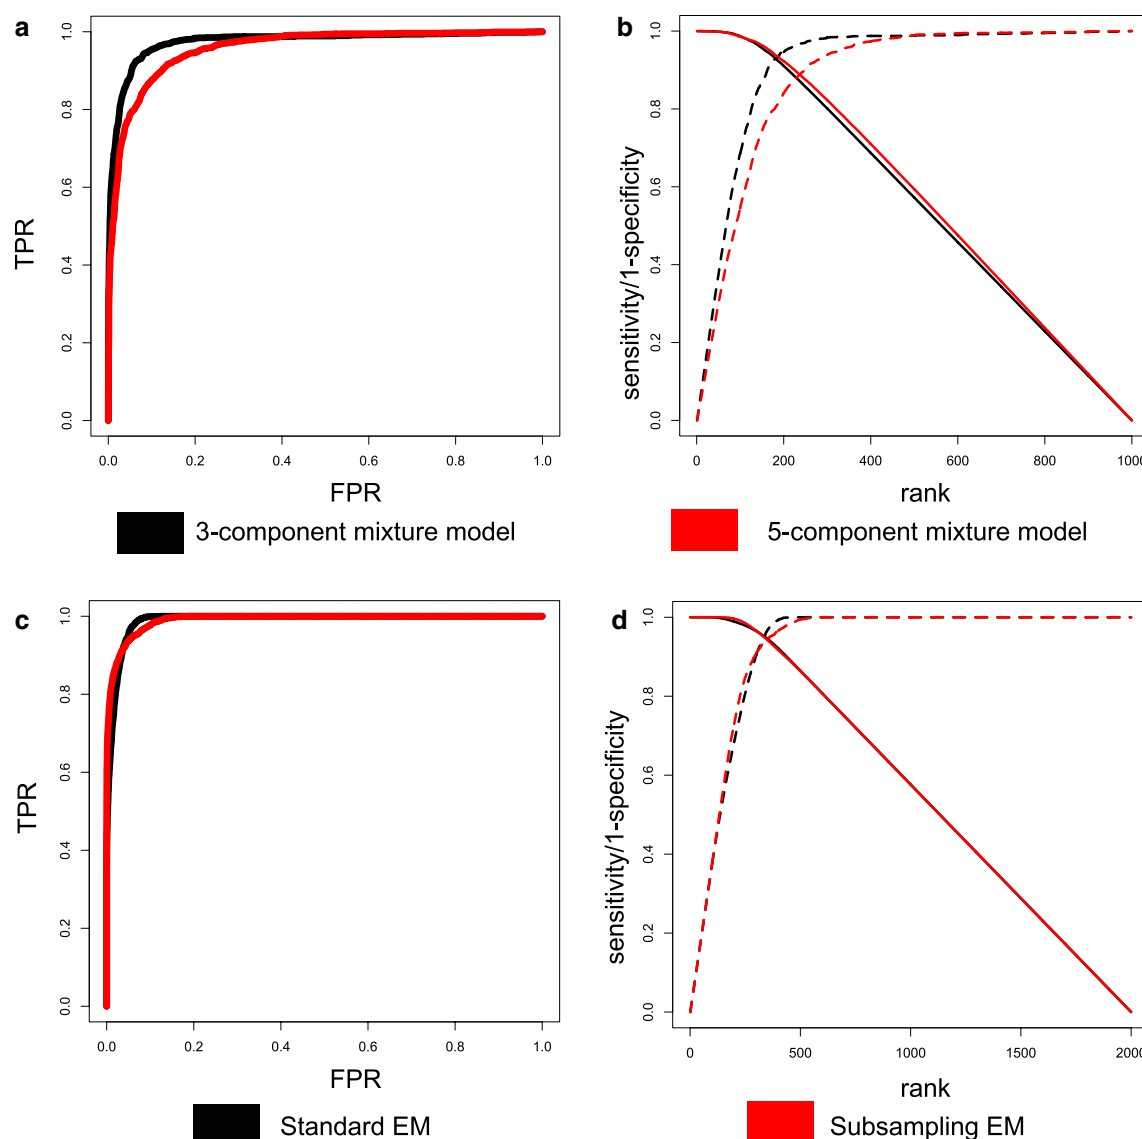 a
TPR
0.0 0.2 0.4 0.6 0.8 1.0
0.0 0.2 0.4 0.6 0.8 1.0
FPR
b
sensitivity/1-specificity
0.0 0.2 0.4 0.6 0.8 1.0
0 200 400 600 800 1000
rank
3-component mixture model
5-component mixture model
c
TPR
0.0 0.2 0.4 0.6 0.8 1.0
0.0 0.2 0.4 0.6 0.8 1.0
FPR
d
sensitivity/1-specificity
0.0 0.2 0.4 0.6 0.8 1.0
0 500 1000 1500 2000
rank
Standard EM
Subsampling EM